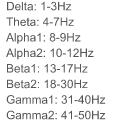 Delta: 1-3Hz
Theta: 4-7Hz
Alpha1: 8-9Hz
Alpha2: 10-12Hz
Beta1: 13-17Hz
Beta2: 18-30Hz
Gamma1: 31-40Hz
Gamma2: 41-50Hz